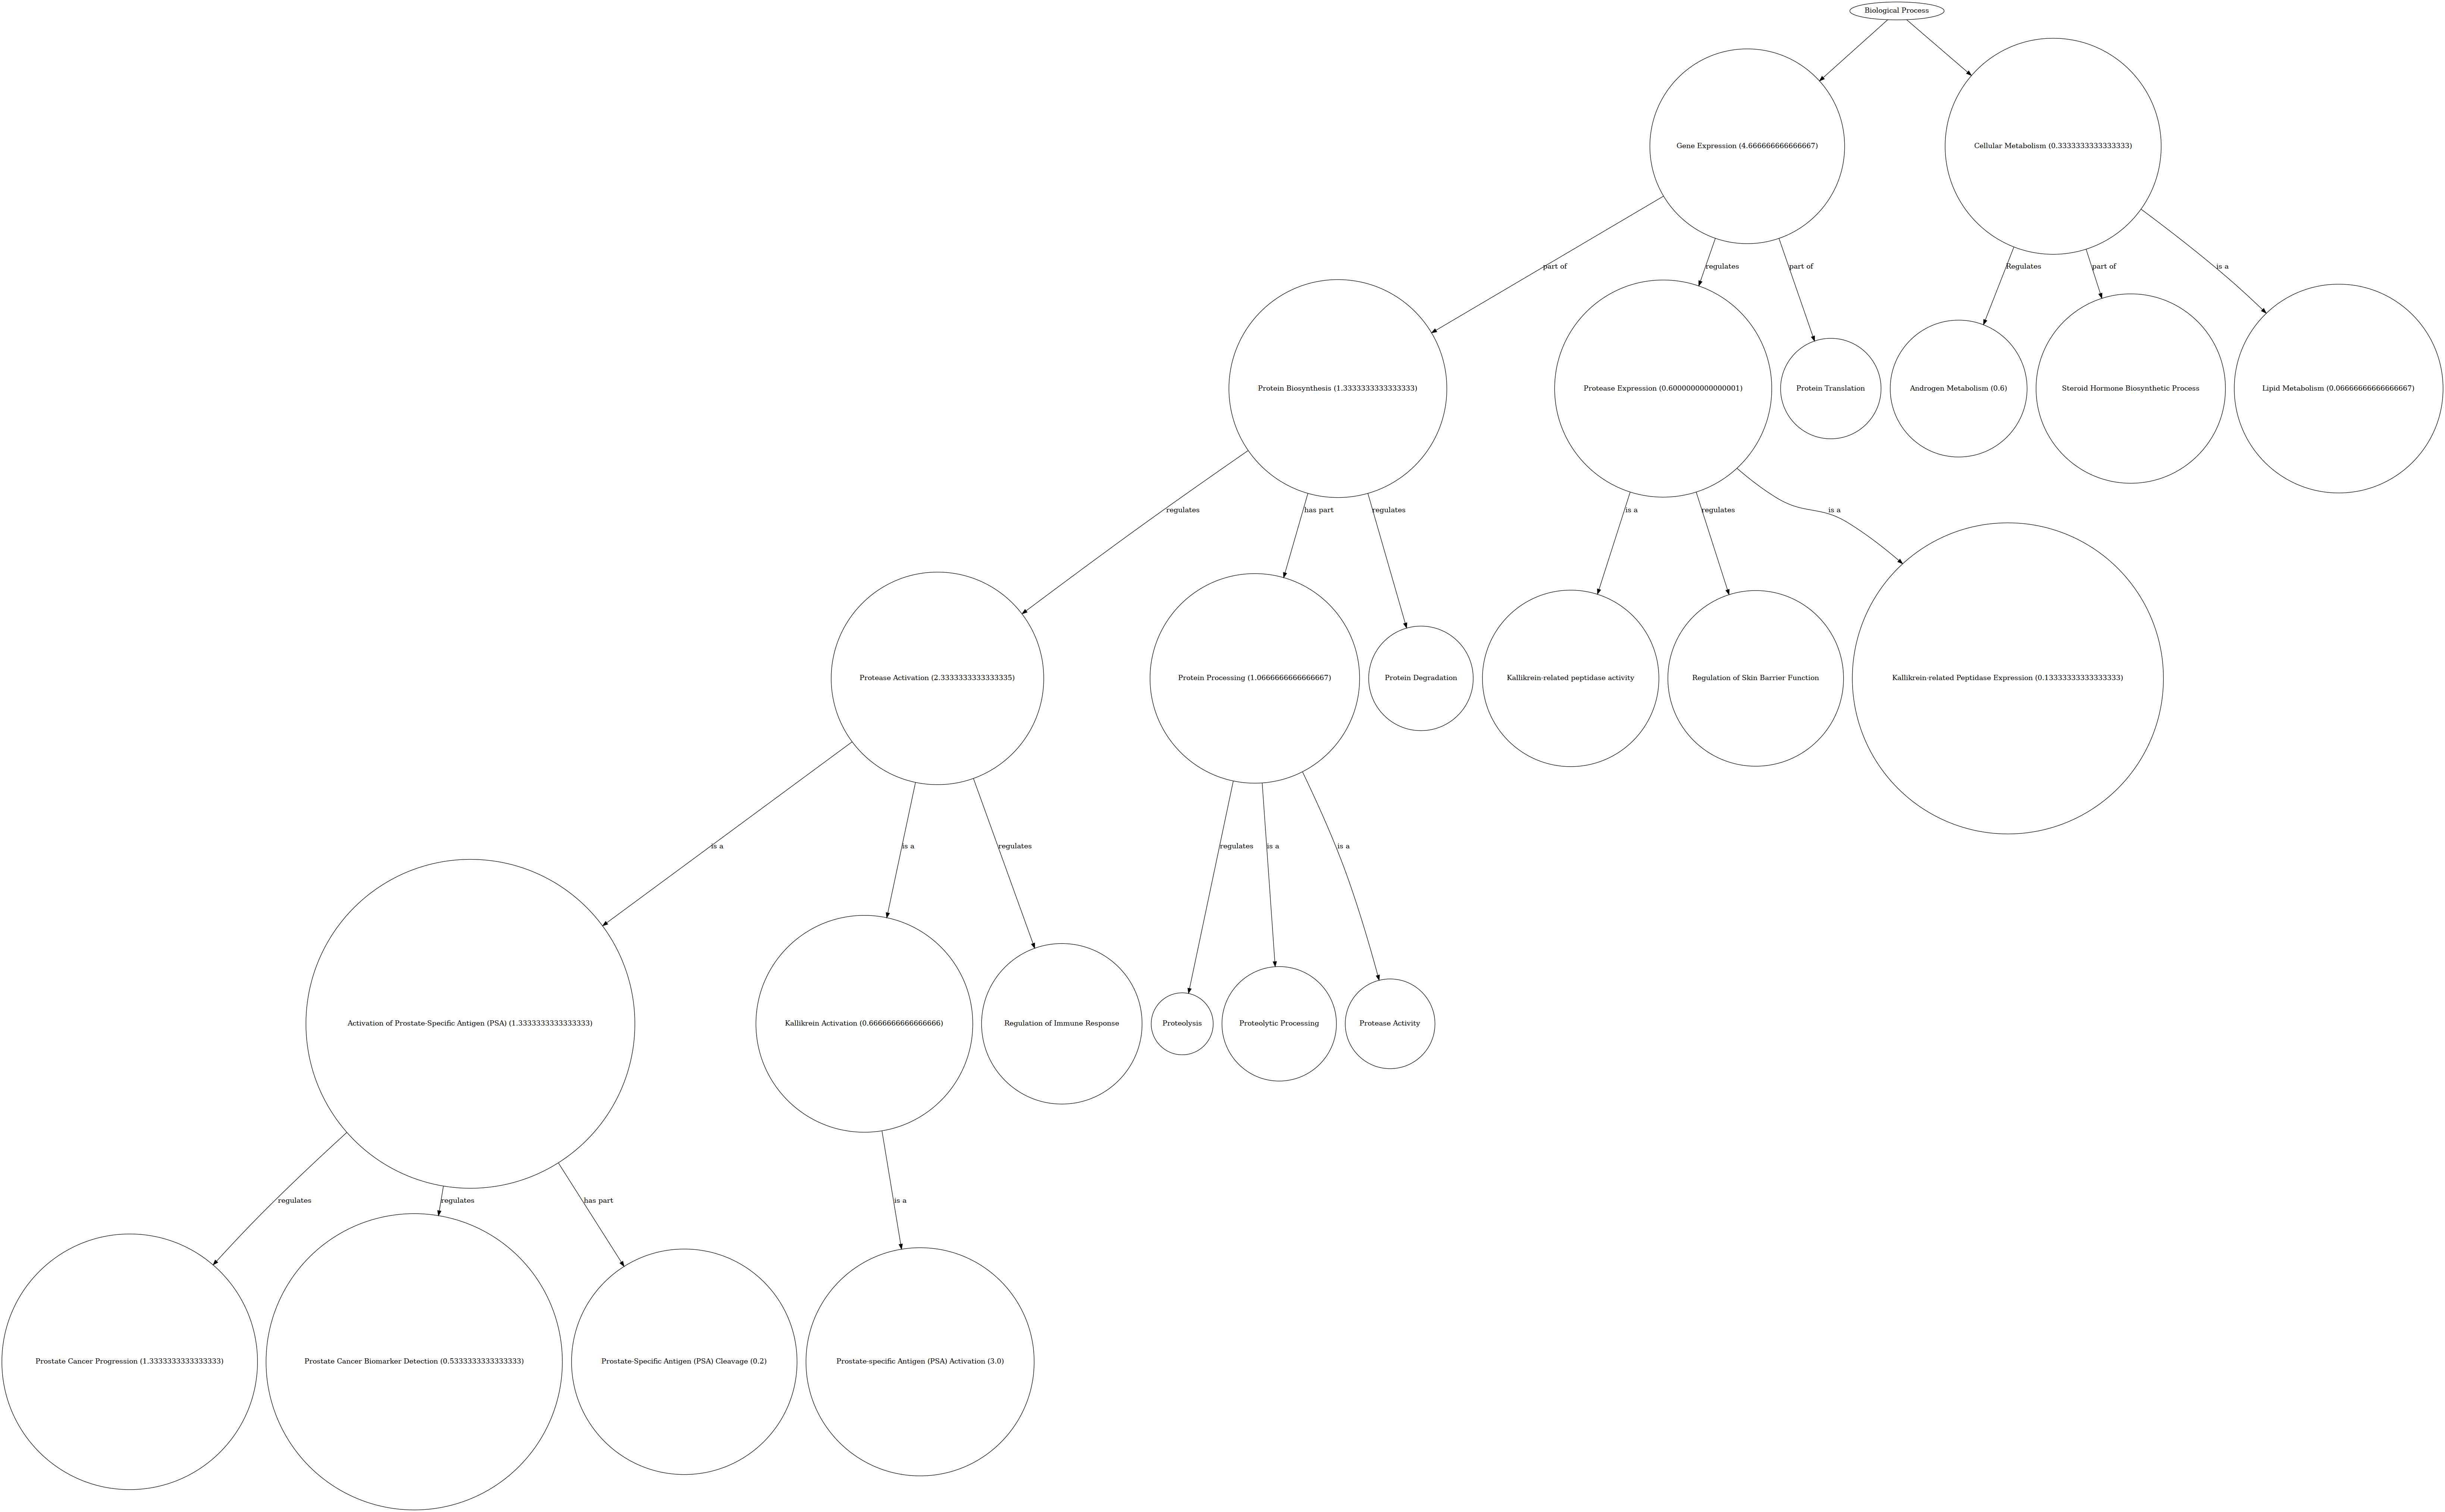 Biological Process
Gene Expression (4.666666666666667)
Cellular Metabolism (0.3333333333333333)
part of
regulates
part of
Regulates
part of
is a
Protein Biosynthesis (1.3333333333333333)
Protease Expression (0.6000000000000001)
Protein Translation
Androgen Metabolism (0.6)
Steroid Hormone Biosynthetic Process
Lipid Metabolism (0.06666666666666667)
regulates
has part
regulates
is a
regulates
is a
Protease Activation (2.3333333333333335)
Protein Processing (1.0666666666666667)
Protein Degradation
Kallikrein-related peptidase activity
Regulation of Skin Barrier Function
Kallikrein-related Peptidase Expression (0.13333333333333333)
is a
is a
regulates
regulates
is a
is a
Activation of Prostate-Specific Antigen (PSA) (1.3333333333333333)
Kallikrein Activation (0.6666666666666666)
Regulation of Immune Response
Proteolysis
Proteolytic Processing
Protease Activity
regulates
regulates
has part
is a
Prostate Cancer Progression (1.3333333333333333)
Prostate Cancer Biomarker Detection (0.5333333333333333)
Prostate-Specific Antigen (PSA) Cleavage (0.2)
Prostate-specific Antigen (PSA) Activation (3.0)